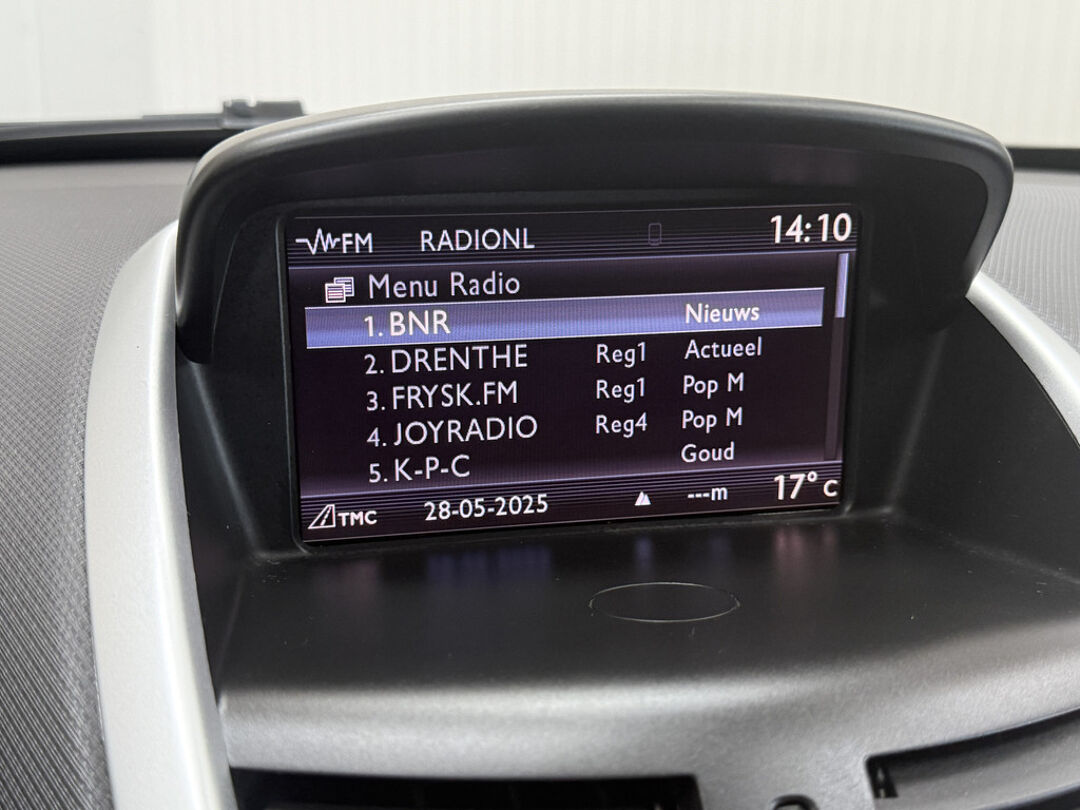 FM RADIONL 14:10
Menu Radio
1. BNR Nieuws
2. DRENTHE Reg1 Actueel
3. FRYSK.FM Reg1 Pop M
4. JOYRADIO Reg4 Pop M
5. K-P-C Goud
TMC 28-05-2025 ---m 17° C